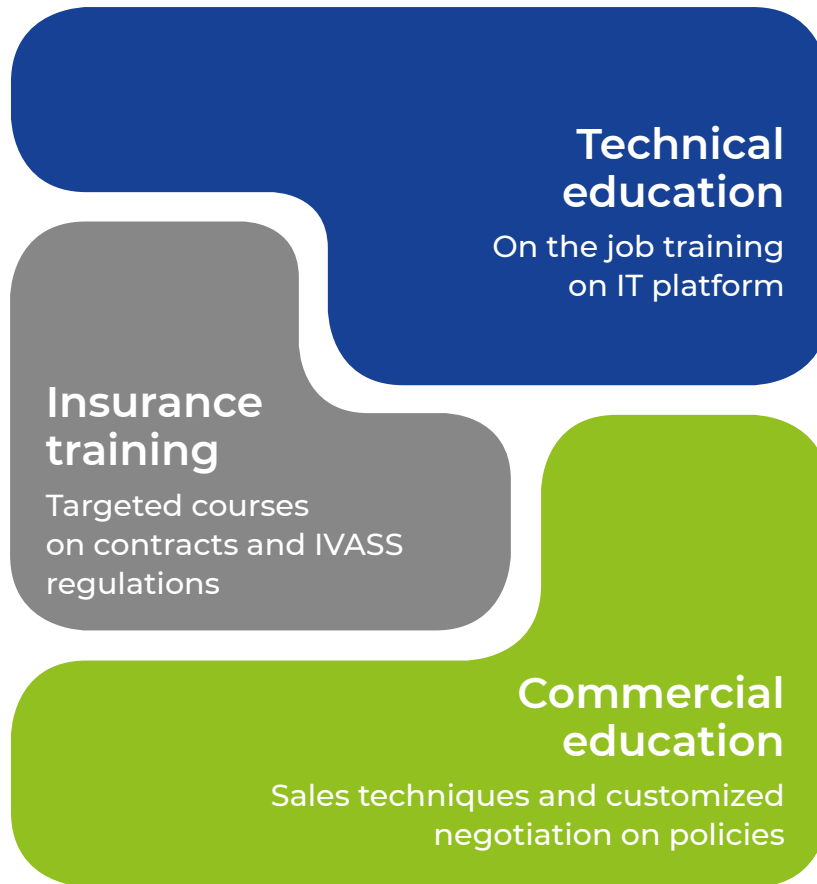 Technical
education
On the job training
on IT platform
Insurance
training
Targeted courses
on contracts and IVASS
regulations
Commercial
education
Sales techniques and customized
negotiation on policies